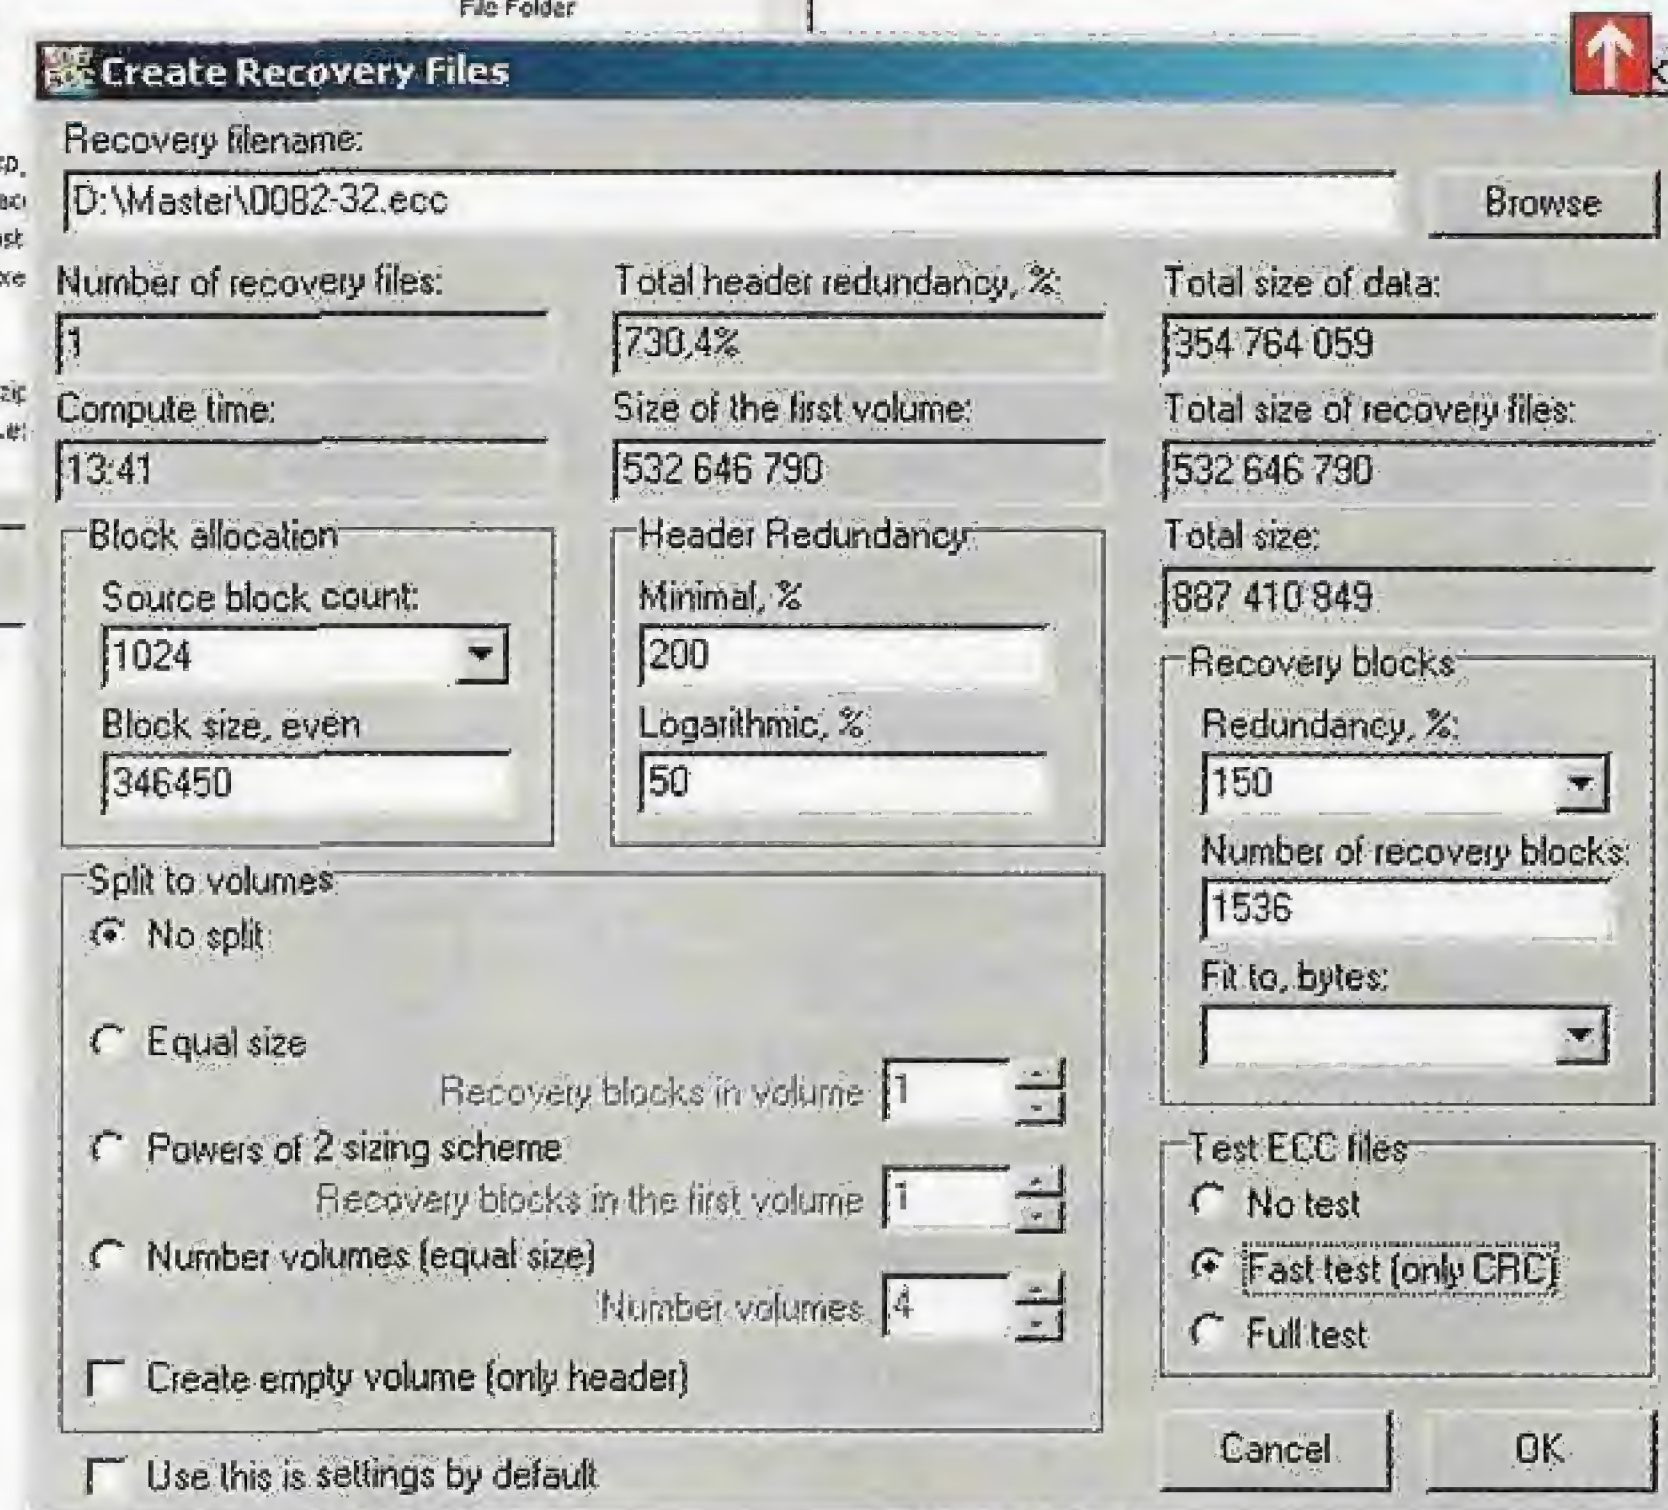 File Folder
Create Recovery Files
Recovery filename:
D:\Master\0082-32.ecc
Browse
Number of recovery files:
Total header redundancy, %:
Total size of data:
1
730,4%
354 764 059
Compute time:
Size of the first volume:
Total size of recovery files:
13:41
532 646 790
532 646 790
Block allocation
Header Redundancy
Total size:
887 410 849
Source block count:
Minimal, %
1024
200
Recovery blocks
Block size, even
Logarithmic, %
Redundancy, %:
346450
50
150
Number of recovery blocks:
1536
Split to volumes
No split
Fit to, bytes:
Equal size
Recovery blocks in volume 1
Powers of 2 sizing scheme
Recovery blocks in the first volume 1
Number volumes (equal size)
Number volumes 4
Create empty volume (only header)
Test ECC files
No test
Fast test (only CRC)
Full test
Use this is settings by default
Cancel
OK